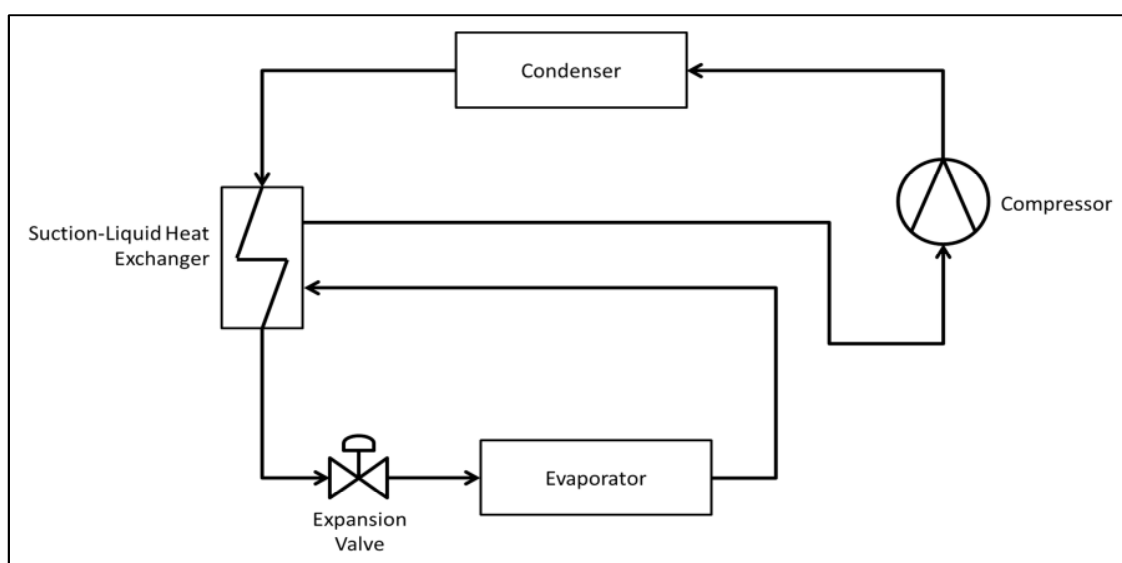 Condenser
Compressor
Suction-Liquid Heat
Exchanger
Evaporator
Expansion
Valve